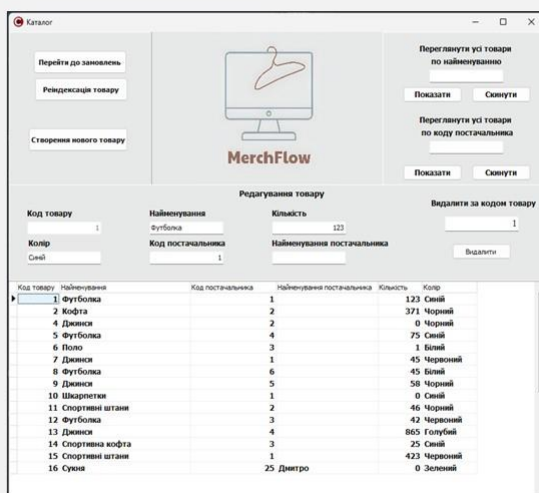 Каталог
Перейти до замовлень
Реіндексація товару
Створення нового товару
MerchFlow
Переглянути усі товари
по найменуванню
Показати Скинути
Переглянути усі товари
по коду постачальника
Показати Скинути
Редагування товару
Код товару Найменування Кількість
1 Футболка 123
Колір Код постачальника Найменування постачальника
Синій 1
Видалити за кодом товару
1
Видалити
Код товару Найменування Код постачальника Найменування постачальника Кількість Колір
1 Футболка 1 123 Синій
2 Кофта 2 371 Чорний
4 Джинси 2 0 Чорний
5 Футболка 4 75 Синій
6 Поло 3 1 Білий
7 Джинси 1 45 Червоний
8 Футболка 6 45 Білий
9 Джинси 5 58 Чорний
10 Шкарпетки 1 0 Синій
11 Спортивні штани 2 46 Чорний
12 Футболка 3 42 Червоний
13 Джинси 4 865 Голубий
14 Спортивна кофта 3 25 Синій
15 Спортивні штани 1 423 Червоний
16 Сукня 25 Дмитро 0 Зелений